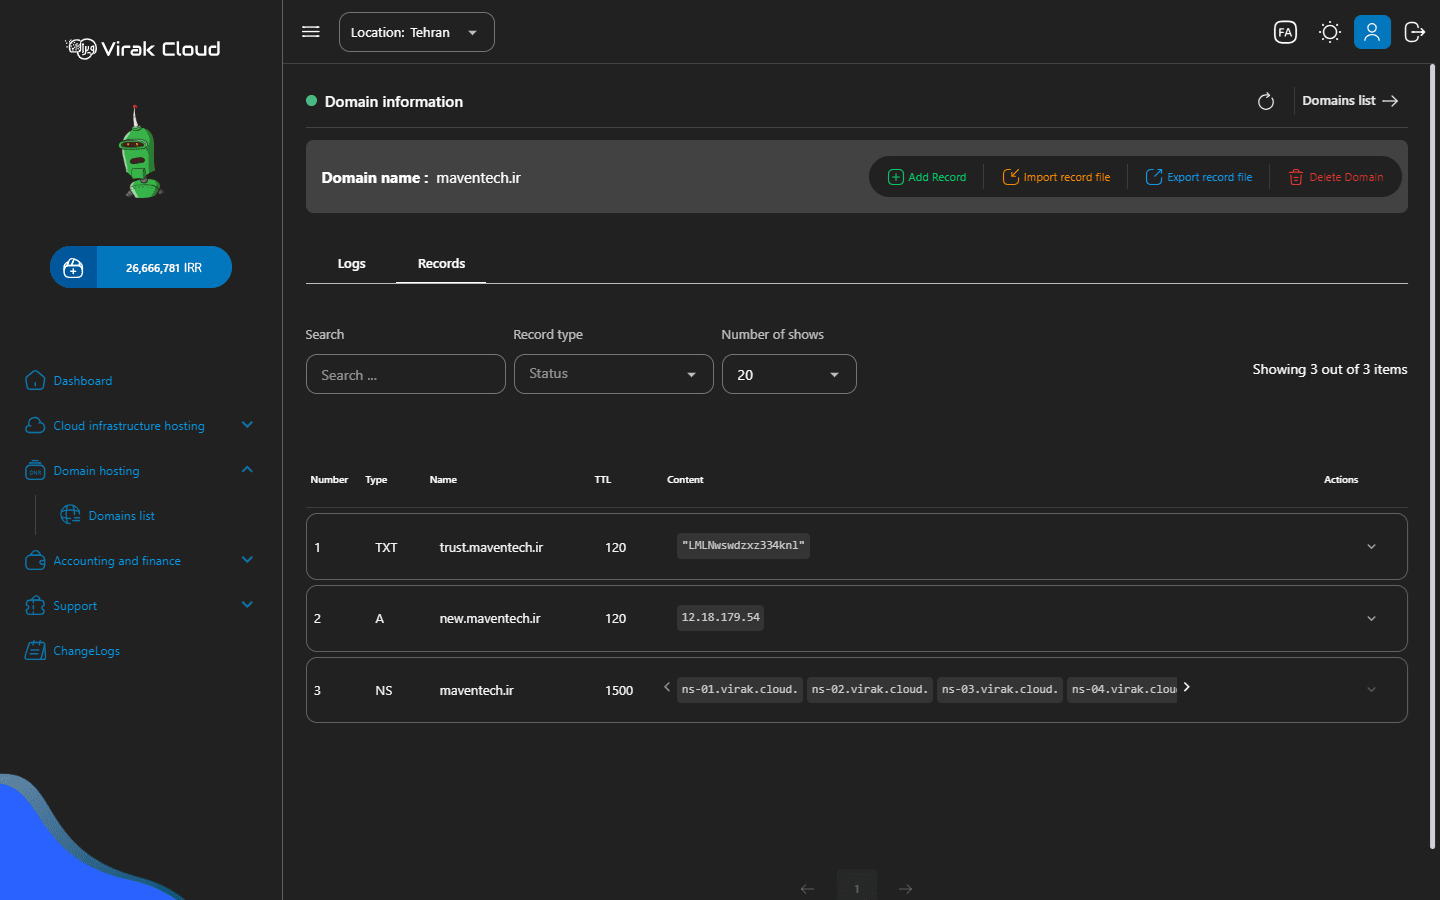 Virak Cloud
26,666,781 IRR
Dashboard
Cloud infrastructure hosting
Domain hosting
Domains list
Accounting and finance
Support
ChangeLogs
Location: Tehran
FA
Domain information
Domains list
Domain name : maventech.ir
Add Record
Import record file
Export record file
Delete Domain
Logs
Records
Search
Record type
Number of shows
Search ...
Status
20
Showing 3 out of 3 items
Number Type Name TTL Content Actions
1 TXT trust.maventech.ir 120 "LMLNwswdzxz334knl"
2 A new.maventech.ir 120 12.18.179.54
3 NS maventech.ir 1500 ns-01.virak.cloud. ns-02.virak.cloud. ns-03.virak.cloud. ns-04.virak.clou
1